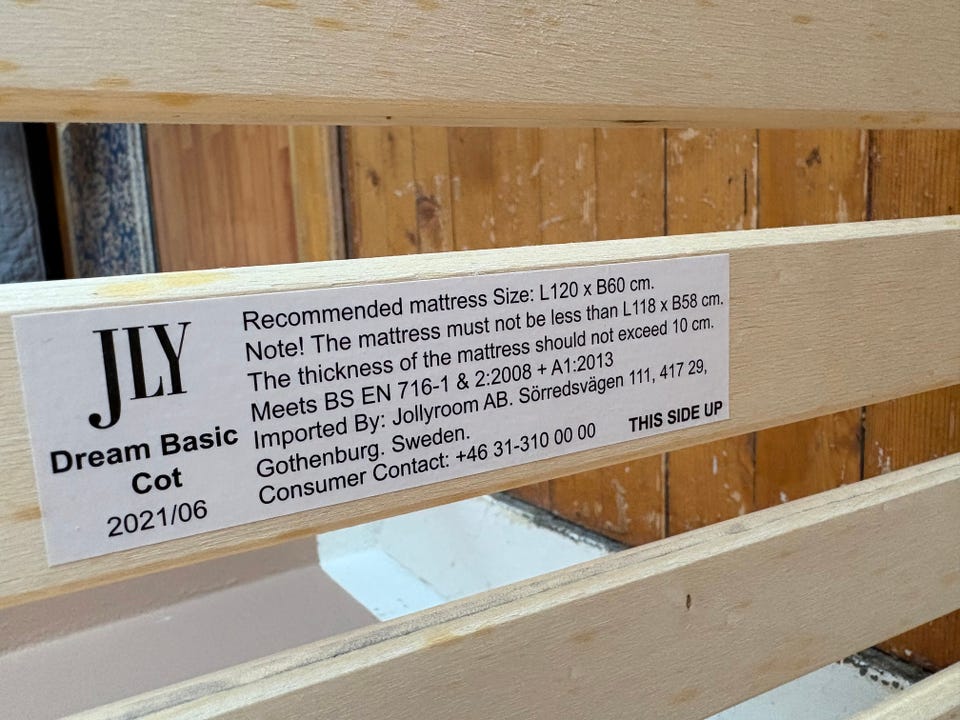 JLY
Dream Basic
Cot
2021/06
Recommended mattress Size: L120 x B60 cm.
Note! The mattress must not be less than L118 x B58 cm.
The thickness of the mattress should not exceed 10 cm.
Meets BS EN 716-1 & 2:2008 + A1:2013
Imported By: Jollyroom AB. Sörredsvägen 111, 417 29,
Gothenburg. Sweden.
Consumer Contact: +46 31-310 00 00
THIS SIDE UP